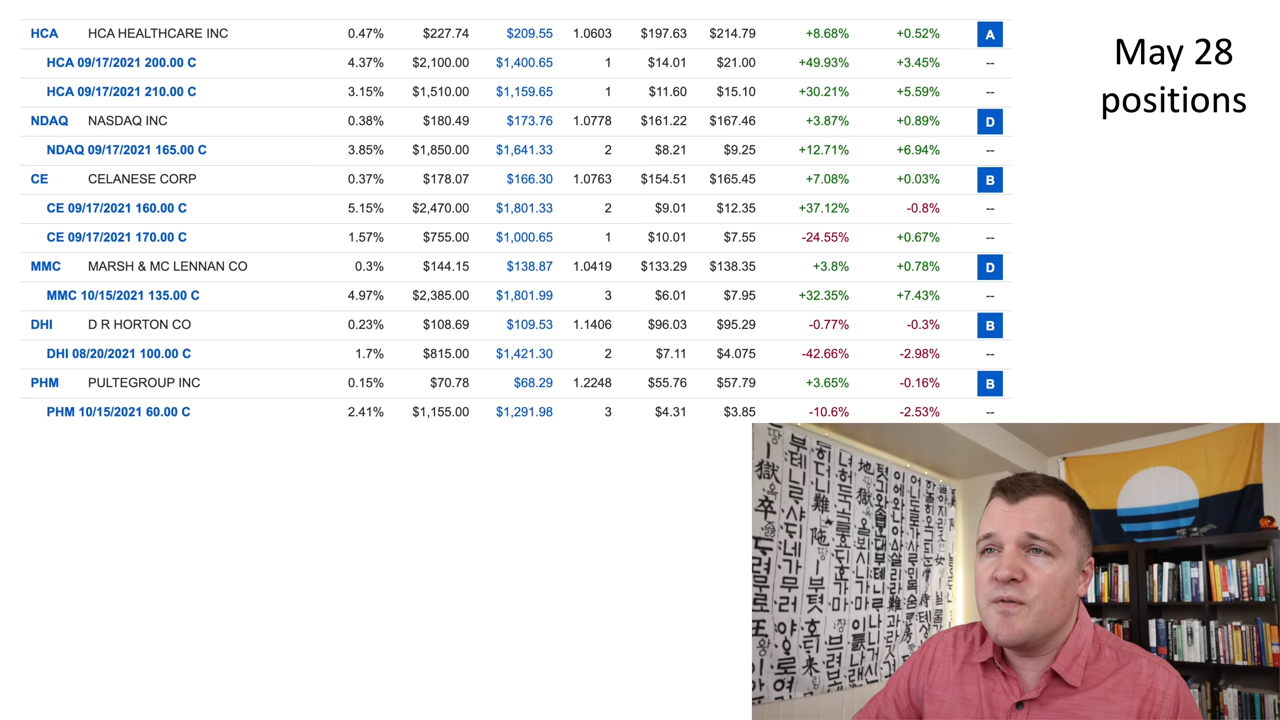 HCA HCA HEALTHCARE INC 0.47% $227.74 $209.55 1.0603 $197.63 $214.79 +8.68% +0.52% A
HCA 09/17/2021 200.00 C 4.37% $2,100.00 $1,400.65 1 $14.01 $21.00 +49.93% +3.45% --
HCA 09/17/2021 210.00 C 3.15% $1,510.00 $1,159.65 1 $11.60 $15.10 +30.21% +5.59% --
NDAQ NASDAQ INC 0.38% $180.49 $173.76 1.0778 $161.22 $167.46 +3.87% +0.89% D
NDAQ 09/17/2021 165.00 C 3.85% $1,850.00 $1,641.33 2 $8.21 $9.25 +12.71% +6.94% --
CE CELANESE CORP 0.37% $178.07 $166.30 1.0763 $154.51 $165.45 +7.08% +0.03% B
CE 09/17/2021 160.00 C 5.15% $2,470.00 $1,801.33 2 $9.01 $12.35 +37.12% -0.8% --
CE 09/17/2021 170.00 C 1.57% $755.00 $1,000.65 1 $10.01 $7.55 -24.55% +0.67% --
MMC MARSH & MC LENNAN CO 0.3% $144.15 $138.87 1.0419 $133.29 $138.35 +3.8% +0.78% D
MMC 10/15/2021 135.00 C 4.97% $2,385.00 $1,801.99 3 $6.01 $7.95 +32.35% +7.43% --
DHI D R HORTON CO 0.23% $108.69 $109.53 1.1406 $96.03 $95.29 -0.77% -0.3% B
DHI 08/20/2021 100.00 C 1.7% $815.00 $1,421.30 2 $7.11 $4.075 -42.66% -2.98% --
PHM PULTEGROUP INC 0.15% $70.78 $68.29 1.2248 $55.76 $57.79 +3.65% -0.16% B
PHM 10/15/2021 60.00 C 2.41% $1,155.00 $1,291.98 3 $4.31 $3.85 -10.6% -2.53% --
May 28
positions